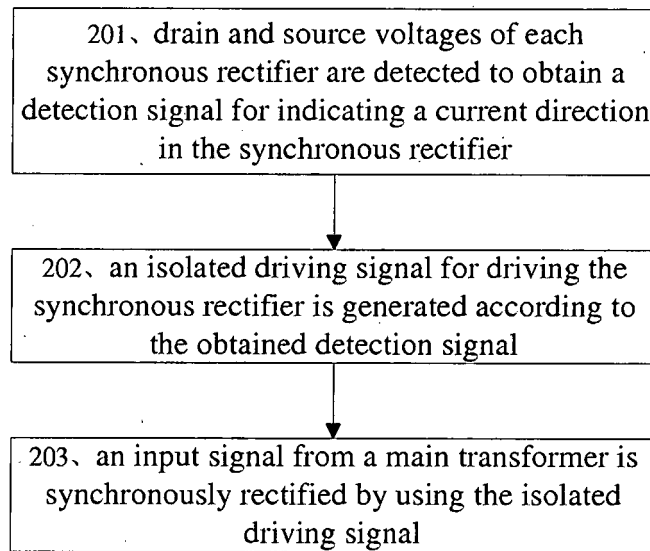 201、drain and source voltages of each
synchronous rectifier are detected to obtain a
detection signal for indicating a current direction
in the synchronous rectifier
202、an isolated driving signal for driving the
synchronous rectifier is generated according to
the obtained detection signal
203、an input signal from a main transformer is
synchronously rectified by using the isolated
driving signal